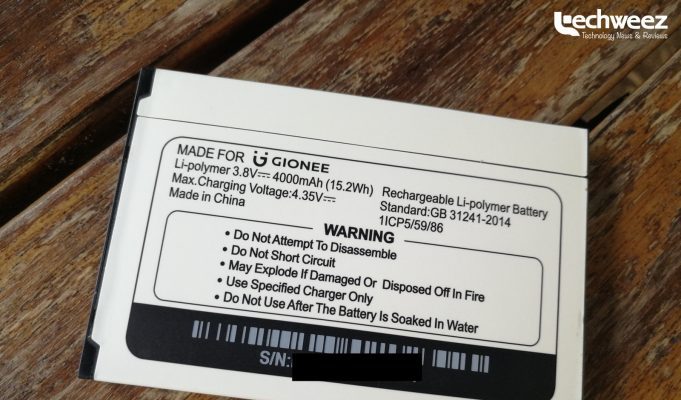 techweez
Technology News & Reviews
MADE FOR GIONEE
Li-polymer 3.8V⎓ 4000mAh (15.2Wh)
Max.Charging Voltage:4.35V⎓
Made in China
Rechargeable Li-polymer Battery
Standard:GB 31241-2014
1ICP5/59/86
WARNING
• Do Not Attempt To Disassemble
• Do Not Short Circuit
• May Explode If Damaged Or Disposed Off In Fire
• Use Specified Charger Only
• Do Not Use After The Battery Is Soaked In Water
S/N: